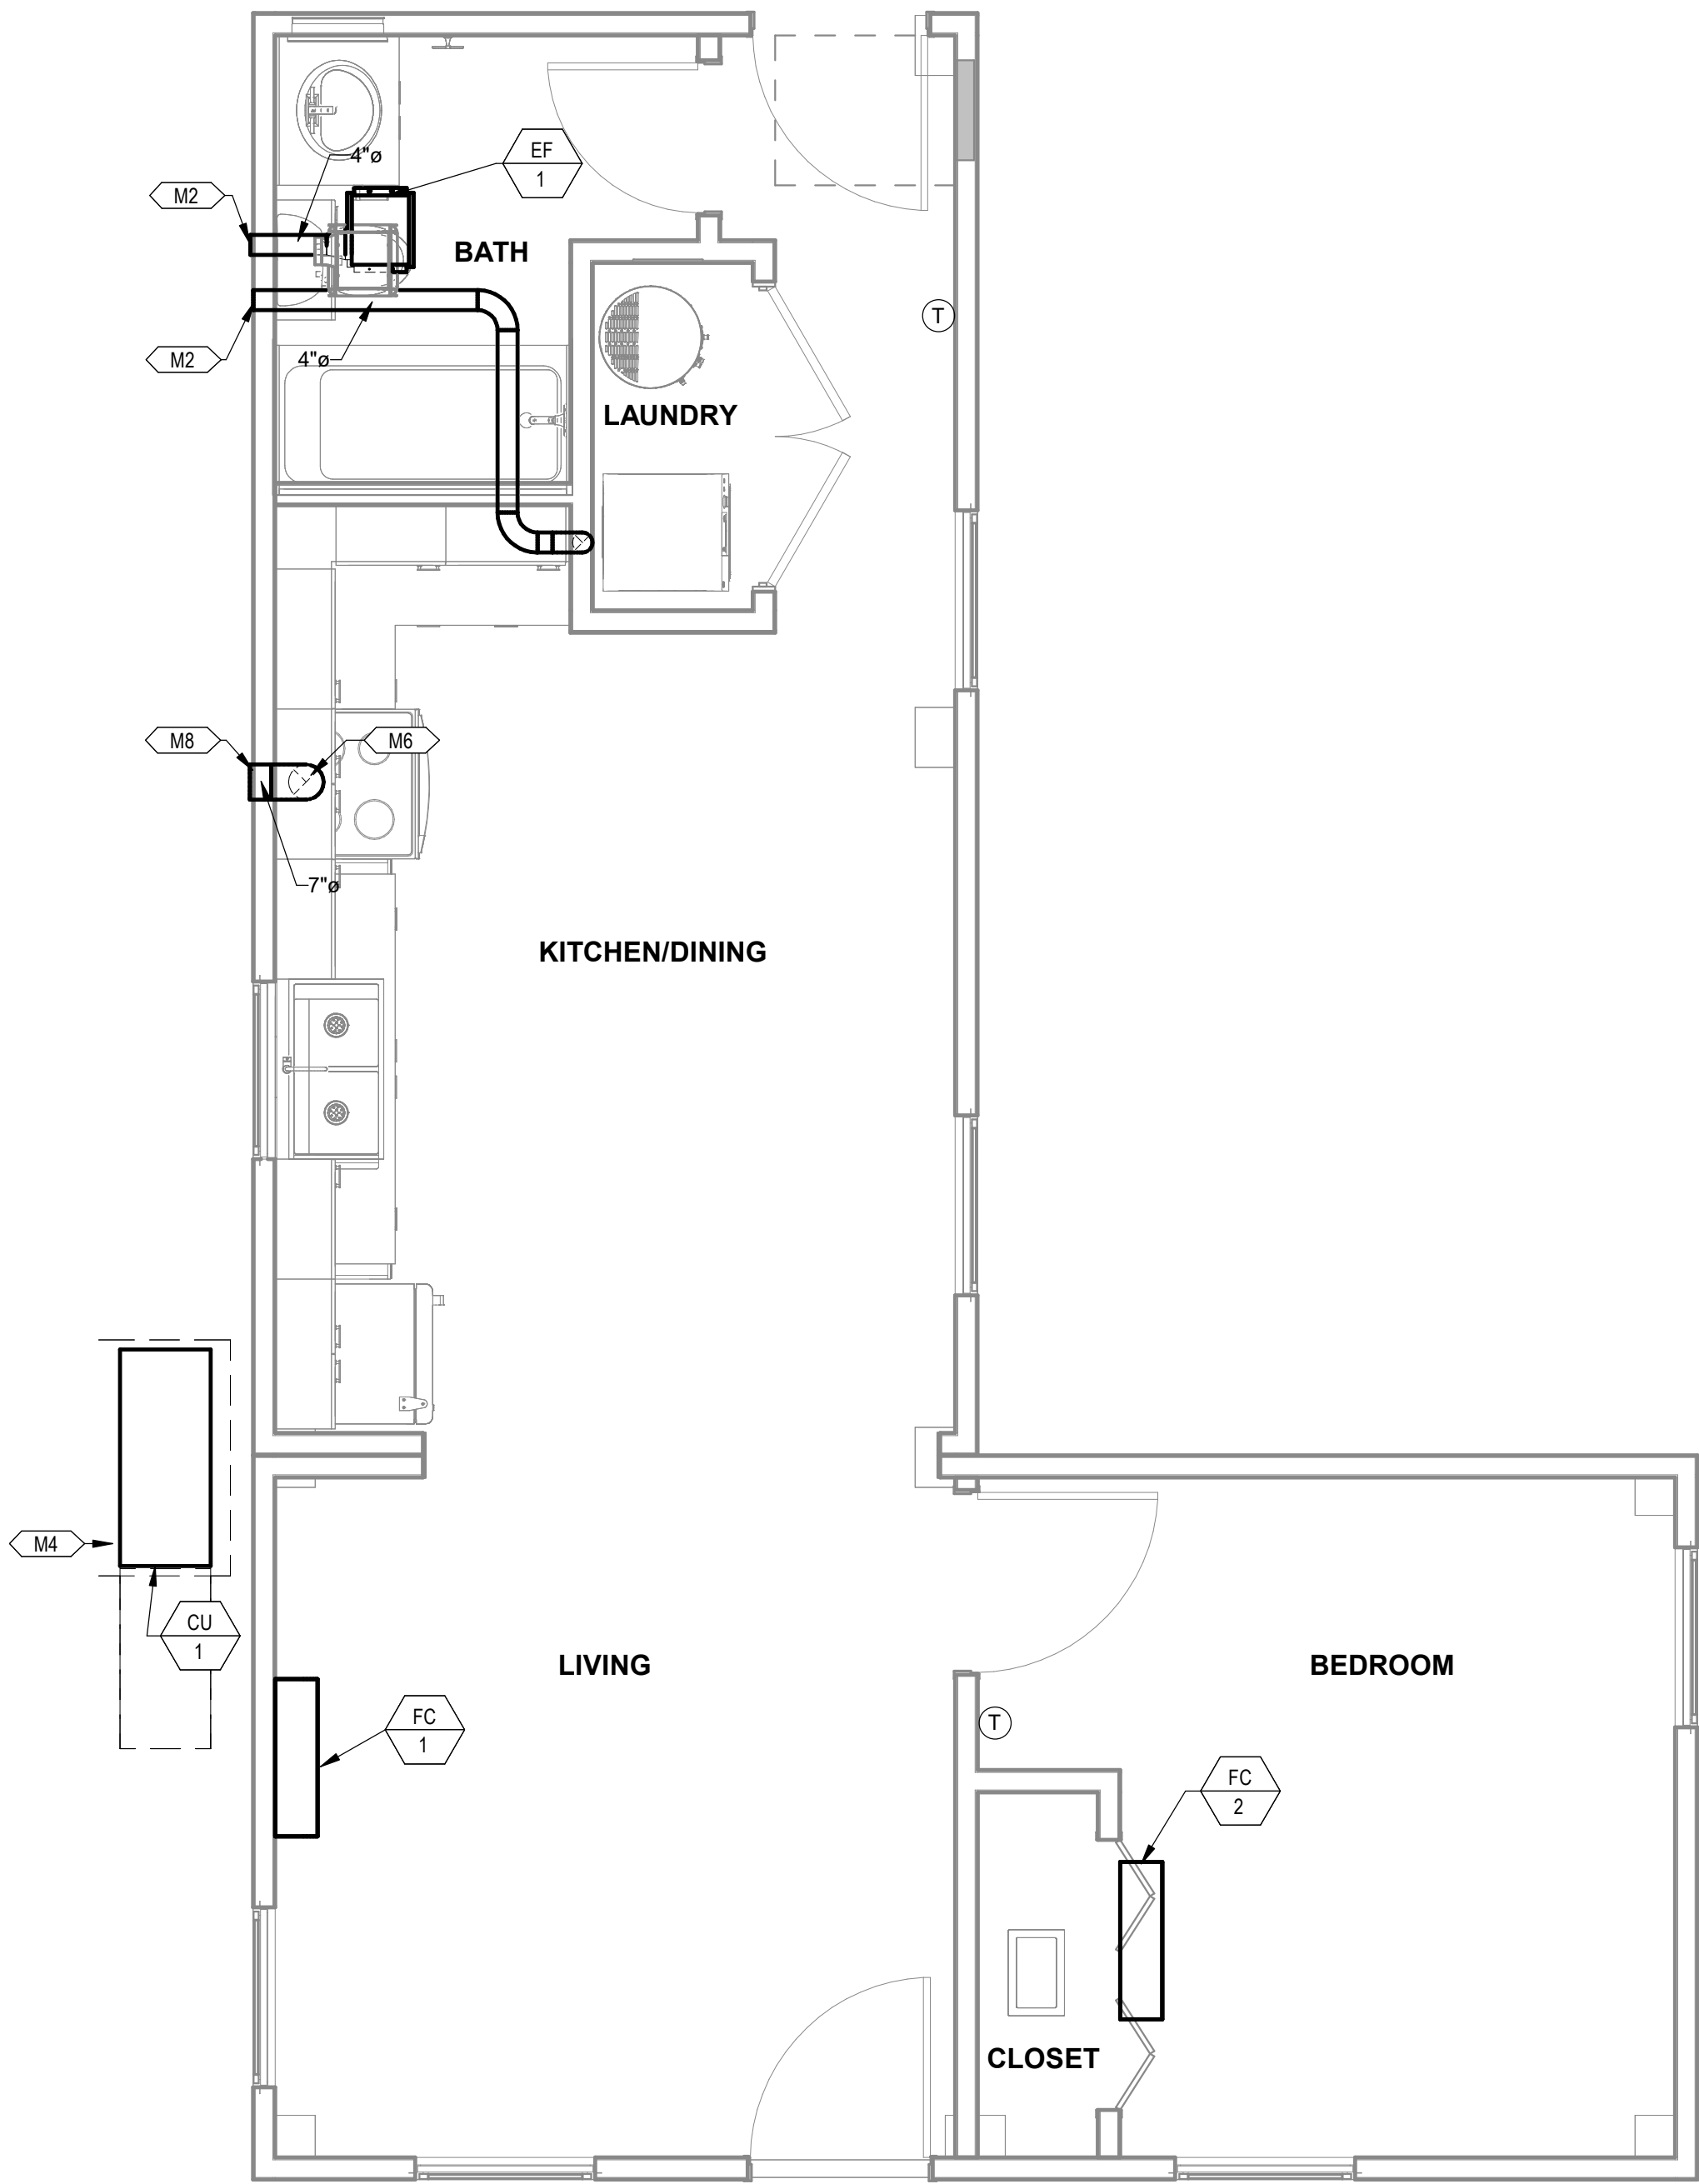 4"ø
EF
1
M2
BATH
T
M2
4"ø
LAUNDRY
M8
M6
7"ø
KITCHEN/DINING
M4
CU
1
LIVING
BEDROOM
FC
1
T
FC
2
CLOSET